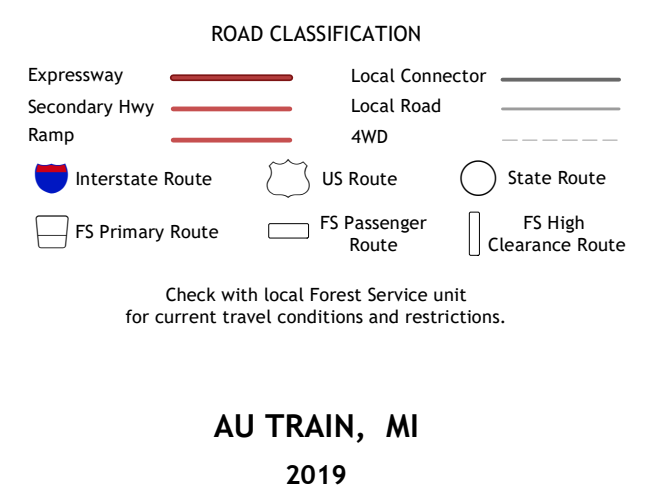 ROAD CLASSIFICATION
Expressway
Local Connector
Secondary Hwy
Local Road
Ramp
4WD
Interstate Route
US Route
State Route
FS Primary Route
FS Passenger
Route
FS High
Clearance Route
Check with local Forest Service unit
for current travel conditions and restrictions.
AU TRAIN, MI
2019